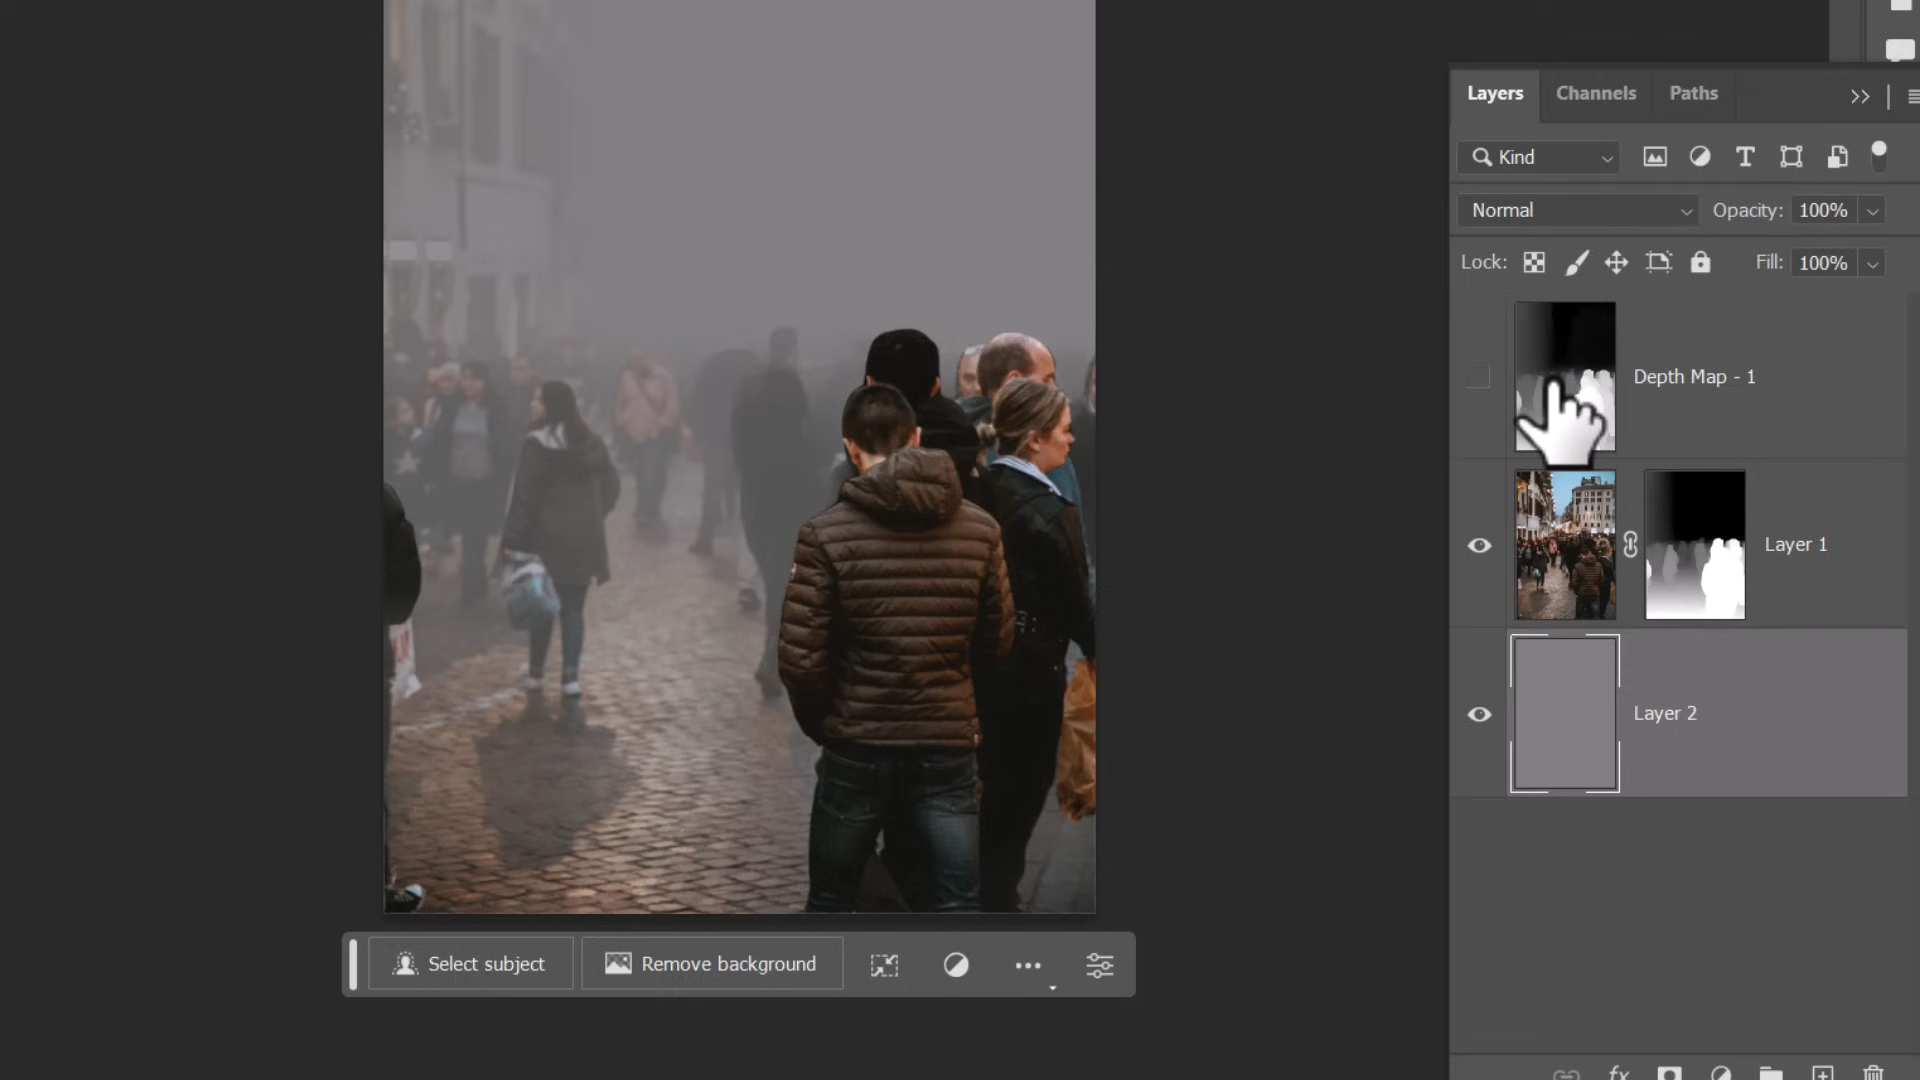 Layers Channels Paths
Kind
Normal Opacity: 100%
Lock: Fill: 100%
Depth Map - 1
Layer 1
Layer 2
Select subject Remove background
fx